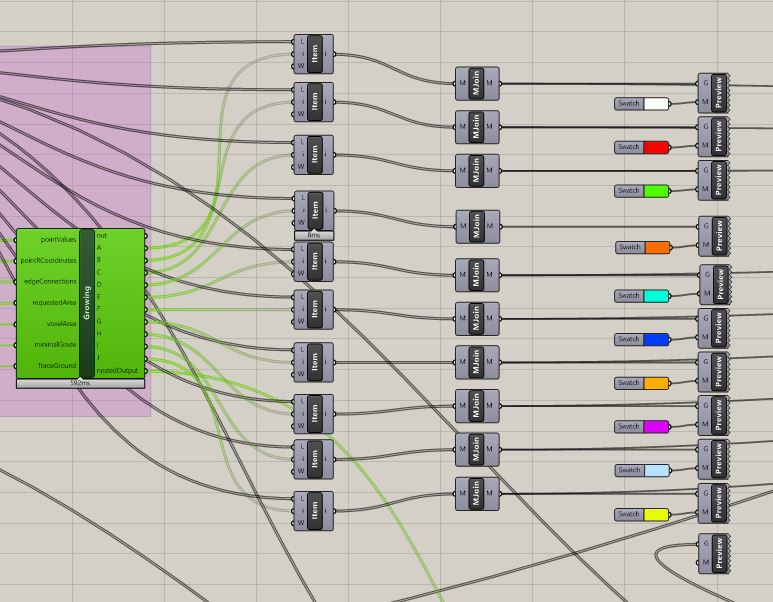 pointValues
pointRCoordinates
edgeConnections
requestedArea
voxelArea
minimalGrade
forceGround
Growing
out
A
B
C
D
E
F
G
H
I
J
nestedOutput
592ms
L
i
W
Item
i
L
i
W
Item
i
L
i
W
Item
i
L
i
W
Item
i
8ms
L
i
W
Item
i
L
i
W
Item
i
L
i
W
Item
i
L
i
W
Item
i
L
i
W
Item
i
L
i
W
Item
i
M MJoin M
M MJoin M
M MJoin M
M MJoin M
M MJoin M
M MJoin M
M MJoin M
M MJoin M
M MJoin M
M MJoin M
Swatch
Swatch
Swatch
Swatch
Swatch
Swatch
Swatch
Swatch
Swatch
Swatch
G
M
Preview
G
M
Preview
G
M
Preview
G
M
Preview
G
M
Preview
G
M
Preview
G
M
Preview
G
M
Preview
G
M
Preview
G
M
Preview
G
M
Preview